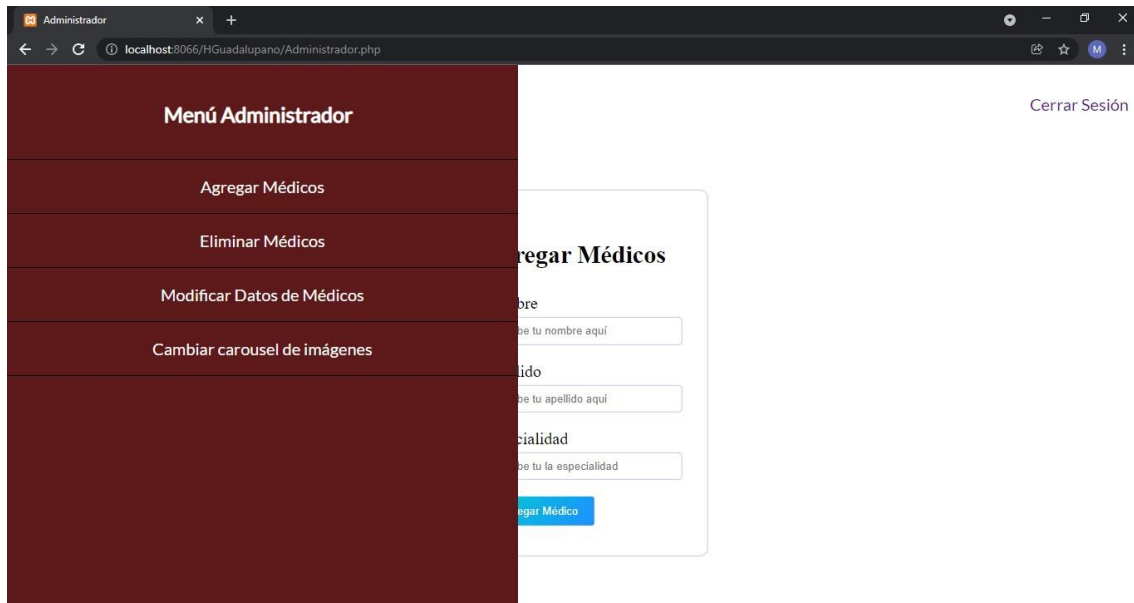 Administrador
localhost:8066/HGuadalupano/Administrador.php
M
Menú Administrador
Cerrar Sesión
Agregar Médicos
Eliminar Médicos
Modificar Datos de Médicos
Cambiar carousel de imágenes
regar Médicos
bre
be tu nombre aquí
lido
be tu apellido aqui
cialidad
be tu la especialidad
egar Médico